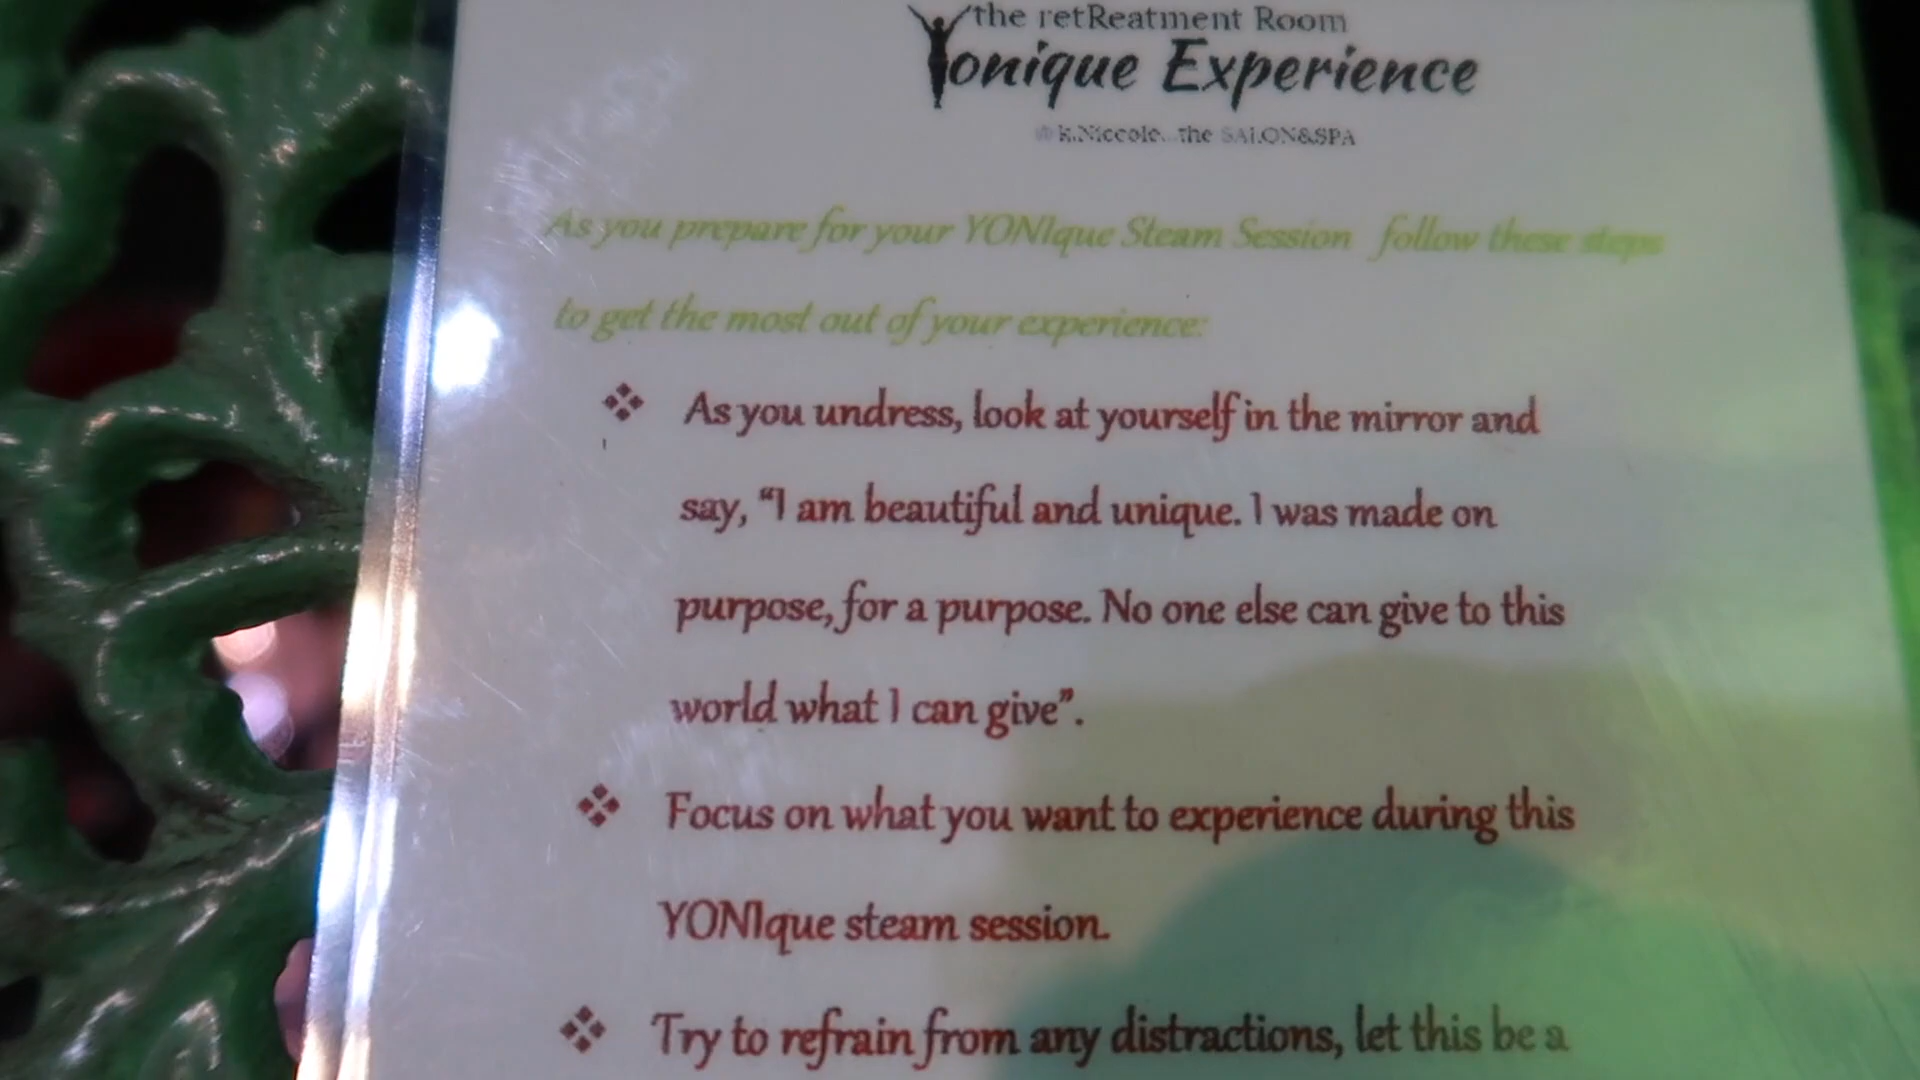 the retReatment Room
Yonique Experience
@ k.Niccole...the SALON&SPA
As you prepare for your YONIque Steam Session follow these steps
to get the most out of your experience:
❖ As you undress, look at yourself in the mirror and
say, “I am beautiful and unique. I was made on
purpose, for a purpose. No one else can give to this
world what I can give”.
❖ Focus on what you want to experience during this
YONIque steam session.
❖ Try to refrain from any distractions, let this be a